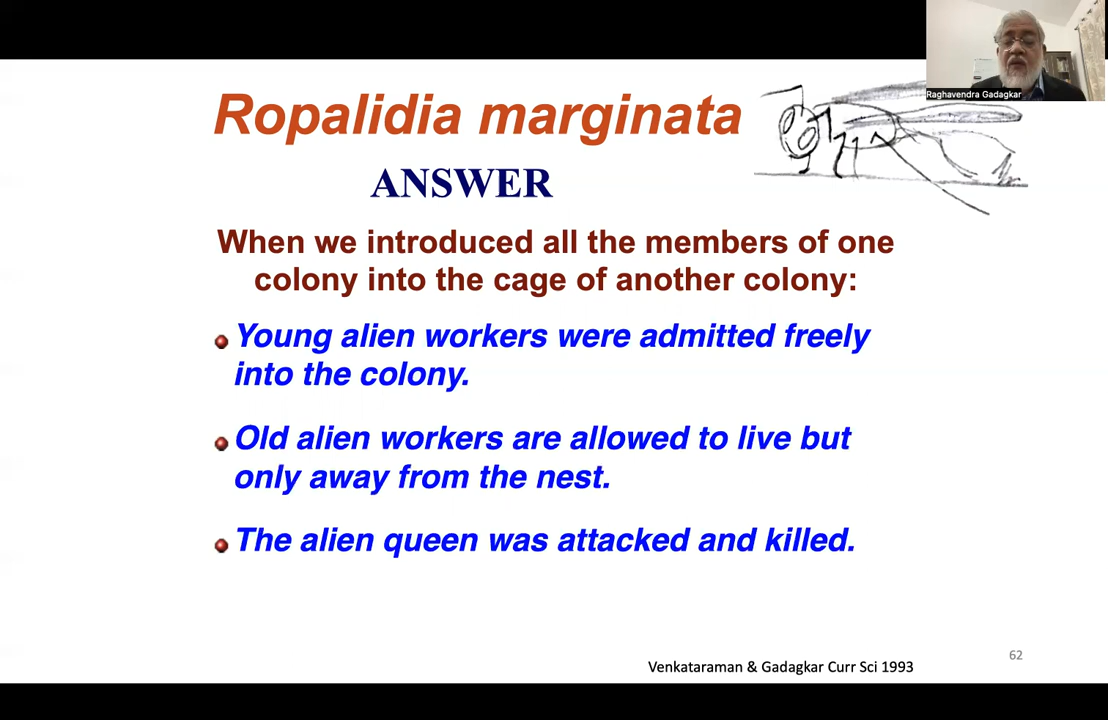 Raghavendra Gadagkar
Ropalidia marginata
ANSWER
When we introduced all the members of one
colony into the cage of another colony:
Young alien workers were admitted freely
into the colony.
Old alien workers are allowed to live but
only away from the nest.
The alien queen was attacked and killed.
62
Venkataraman & Gadagkar Curr Sci 1993